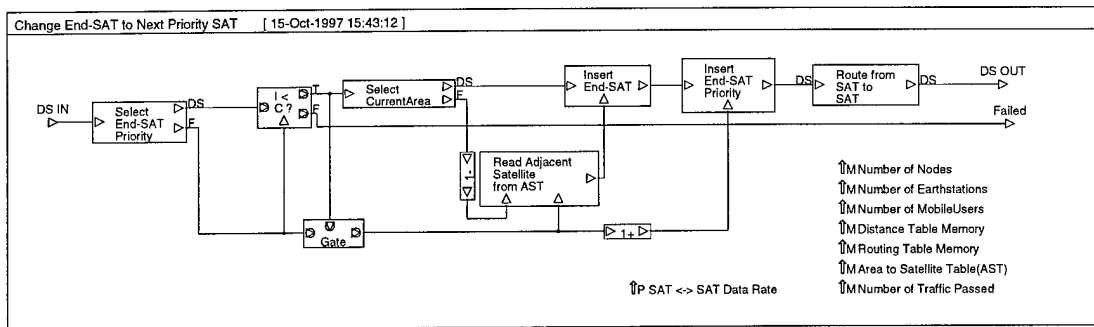 Change End-SAT to Next Priority SAT [ 15-Oct-1997 15:43:12 ]
DS IN
Select
End-SAT
Priority
DS
F
I <
C ?
T
F
Select
CurrentArea
DS
F
Insert
End-SAT
Insert
End-SAT
Priority
DS
Route from
SAT to
SAT
DS
DS OUT
Failed
1-
Read Adjacent
Satellite
from AST
Gate
1+
⇑M Number of Nodes
⇑M Number of Earthstations
⇑M Number of MobileUsers
⇑M Distance Table Memory
⇑M Routing Table Memory
⇑M Area to Satellite Table(AST)
⇑P SAT <-> SAT Data Rate
⇑M Number of Traffic Passed